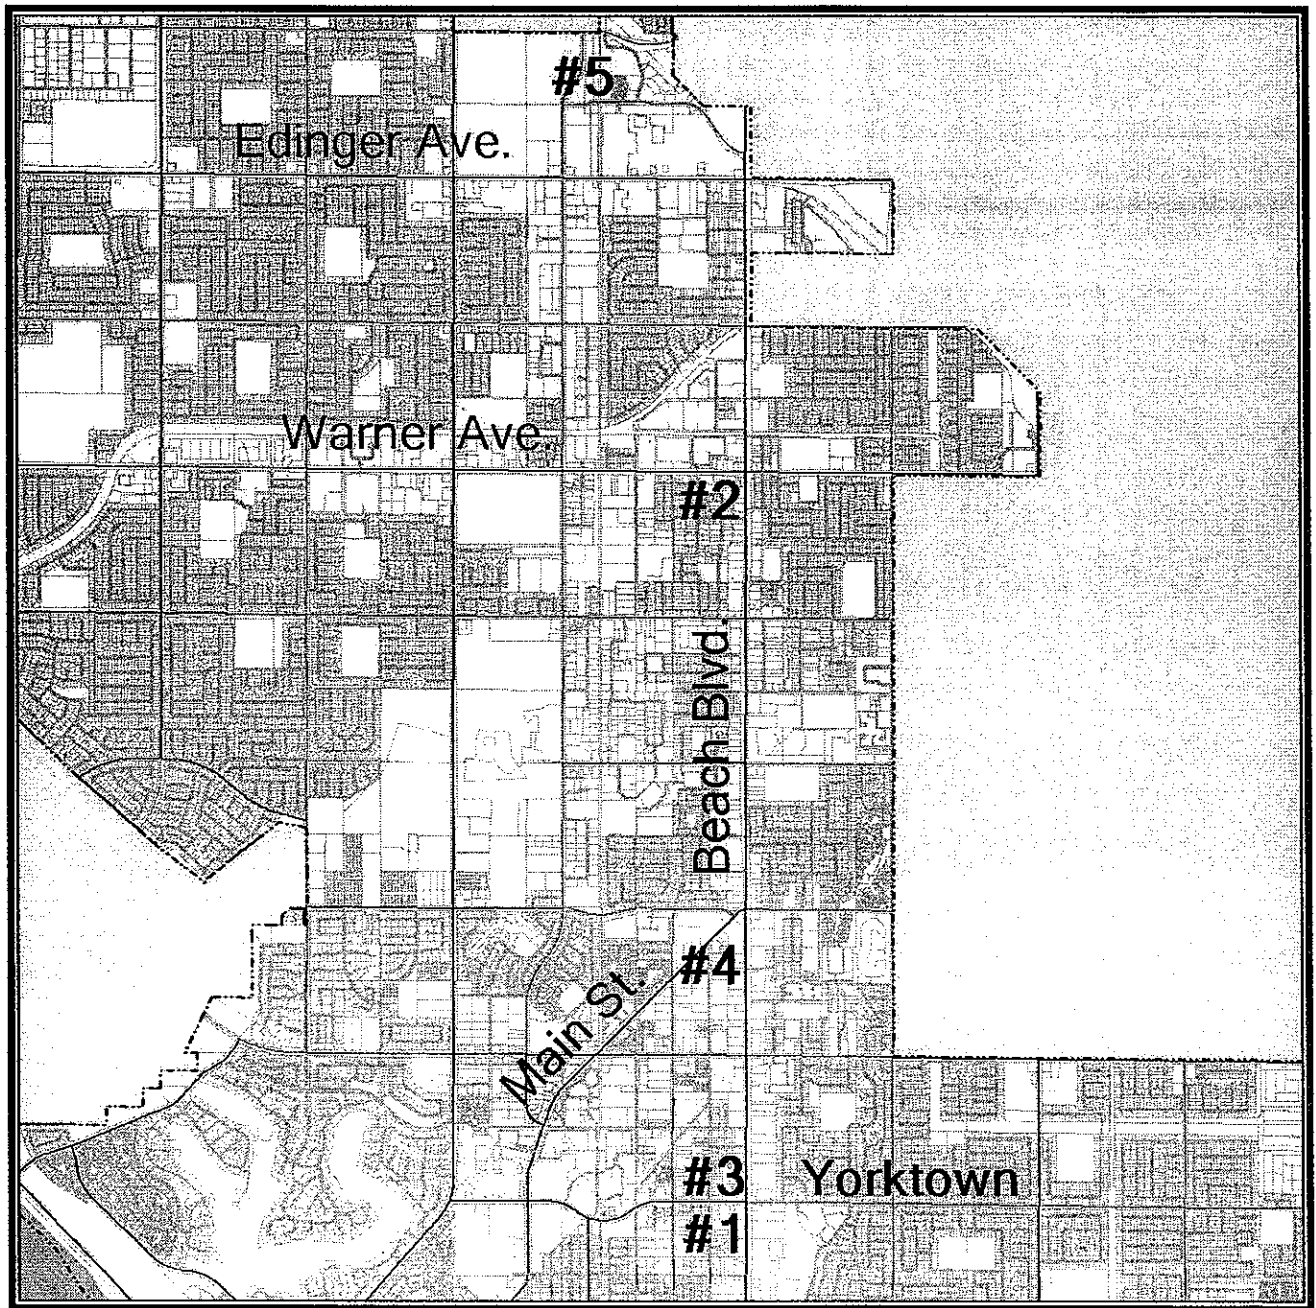 #5
Edinger Ave.
Warner Ave.
#2
Beach Blvd.
#4
Main St.
#3
Yorktown
#1